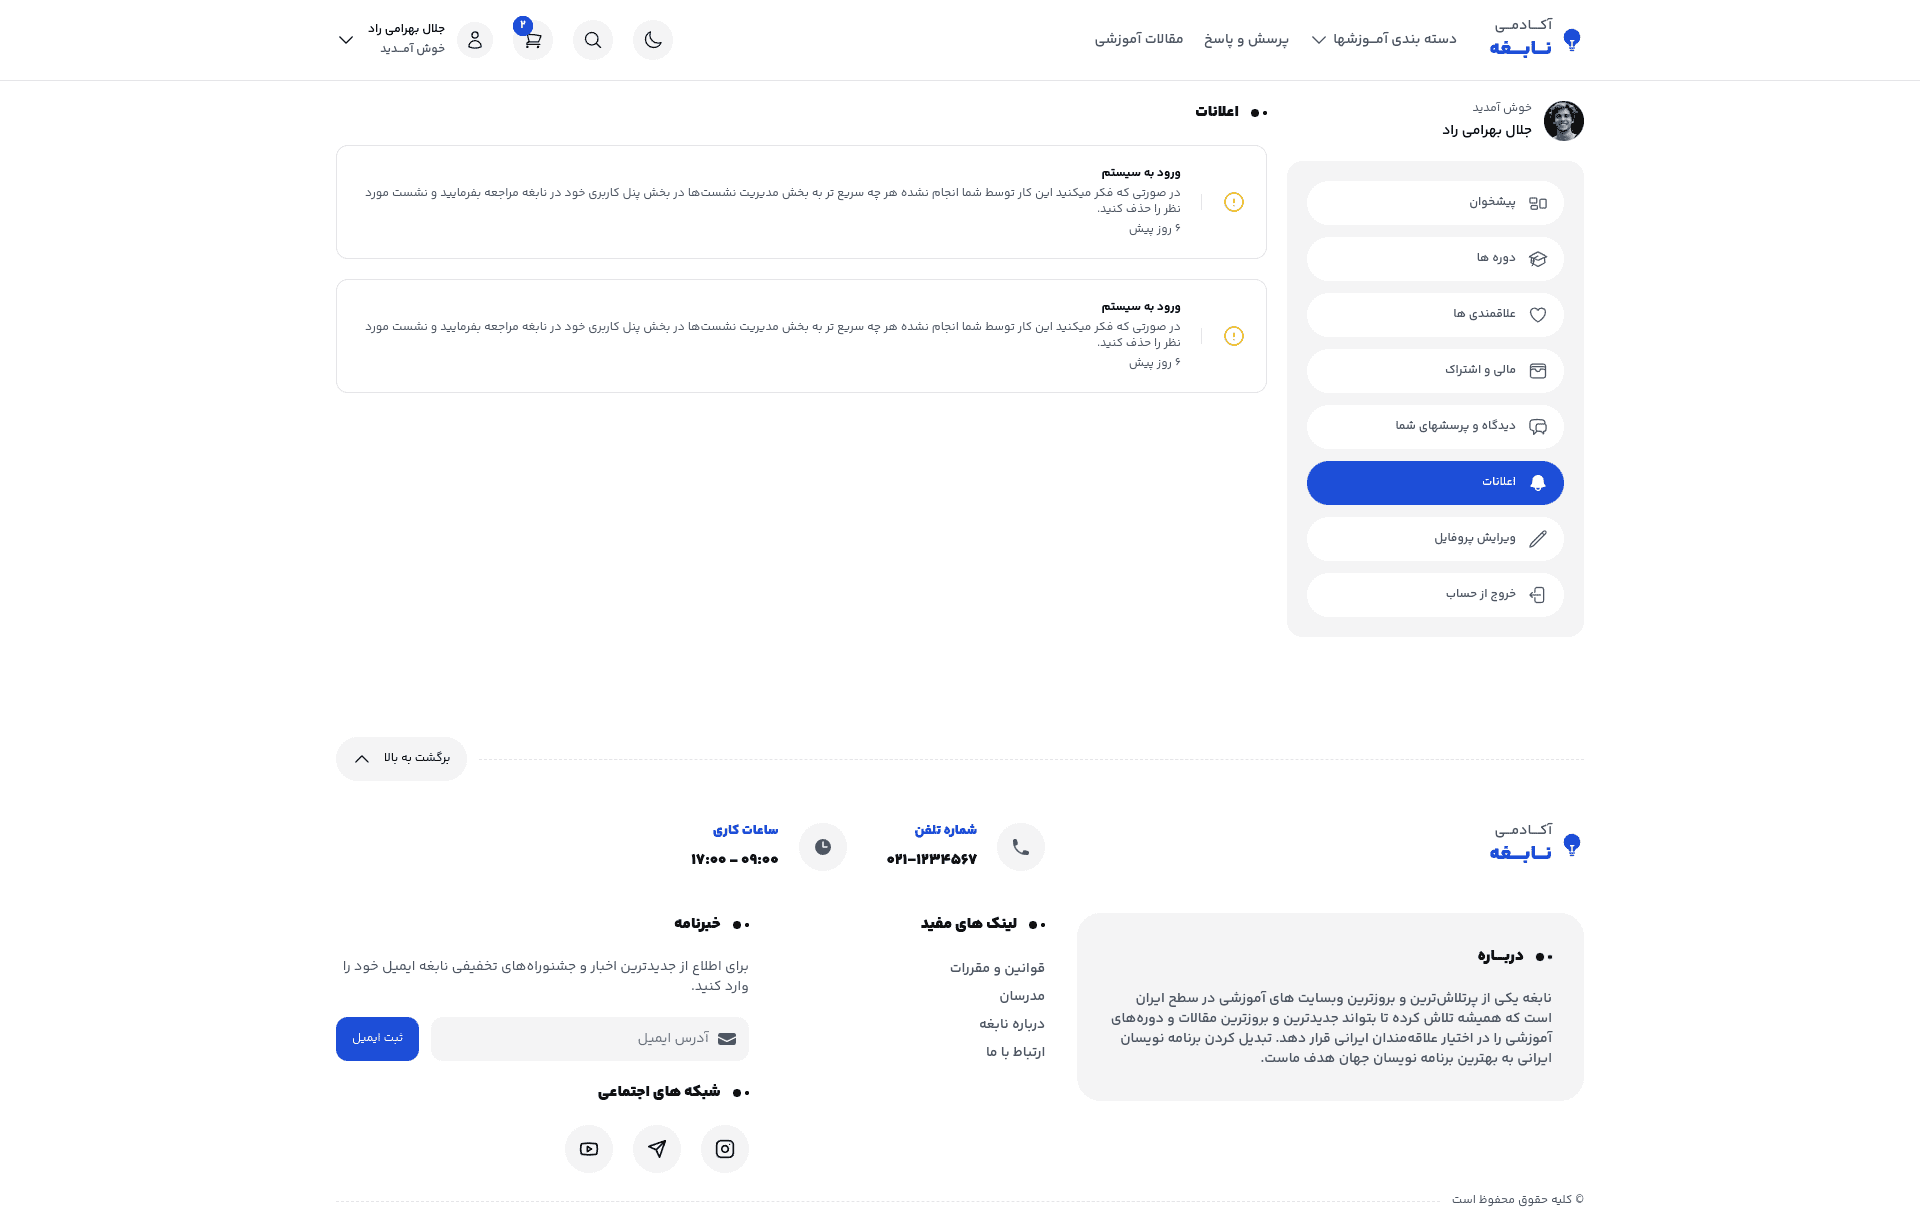 آکـــادمـــی
نـــابـــغه
دسته بندی آمـــوزشها
پرسش و پاسخ
مقالات آموزشی
۲
جلال بهرامی راد
خوش آمـــدید
خوش آمدید
جلال بهرامی راد
پیشخوان
دوره ها
علاقمندی ها
مالی و اشتراک
دیدگاه و پرسشهای شما
اعلانات
ویرایش پروفایل
خروج از حساب
اعلانات
ورود به سیستم
در صورتی که فکر میکنید این کار توسط شما انجام نشده هر چه سریع تر به بخش مدیریت نشست‌ها در بخش پنل کاربری خود در نابغه مراجعه بفرمایید و نشست مورد
نظر را حذف کنید.
۶ روز پیش
ورود به سیستم
در صورتی که فکر میکنید این کار توسط شما انجام نشده هر چه سریع تر به بخش مدیریت نشست‌ها در بخش پنل کاربری خود در نابغه مراجعه بفرمایید و نشست مورد
نظر را حذف کنید.
۶ روز پیش
برگشت به بالا
آکـــادمـــی
نـــابـــغه
شماره تلفن
۰۲۱-۱۲۳۴۵۶۷
ساعات کاری
۰۹:۰۰ - ۱۷:۰۰
دربـــاره
نابغه یکی از پرتلاش‌ترین و بروزترین وبسایت های آموزشی در سطح ایران
است که همیشه تلاش کرده تا بتواند جدیدترین و بروزترین مقالات و دوره‌های
آموزشی را در اختیار علاقه‌مندان ایرانی قرار دهد. تبدیل کردن برنامه نویسان
ایرانی به بهترین برنامه نویسان جهان هدف ماست.
لینک های مفید
قوانین و مقررات
مدرسان
درباره نابغه
ارتباط با ما
خبرنامه
برای اطلاع از جدیدترین اخبار و جشنوراه‌های تخفیفی نابغه ایمیل خود را
وارد کنید.
آدرس ایمیل
ثبت ایمیل
شبکه های اجتماعی
© کلیه حقوق محفوظ است